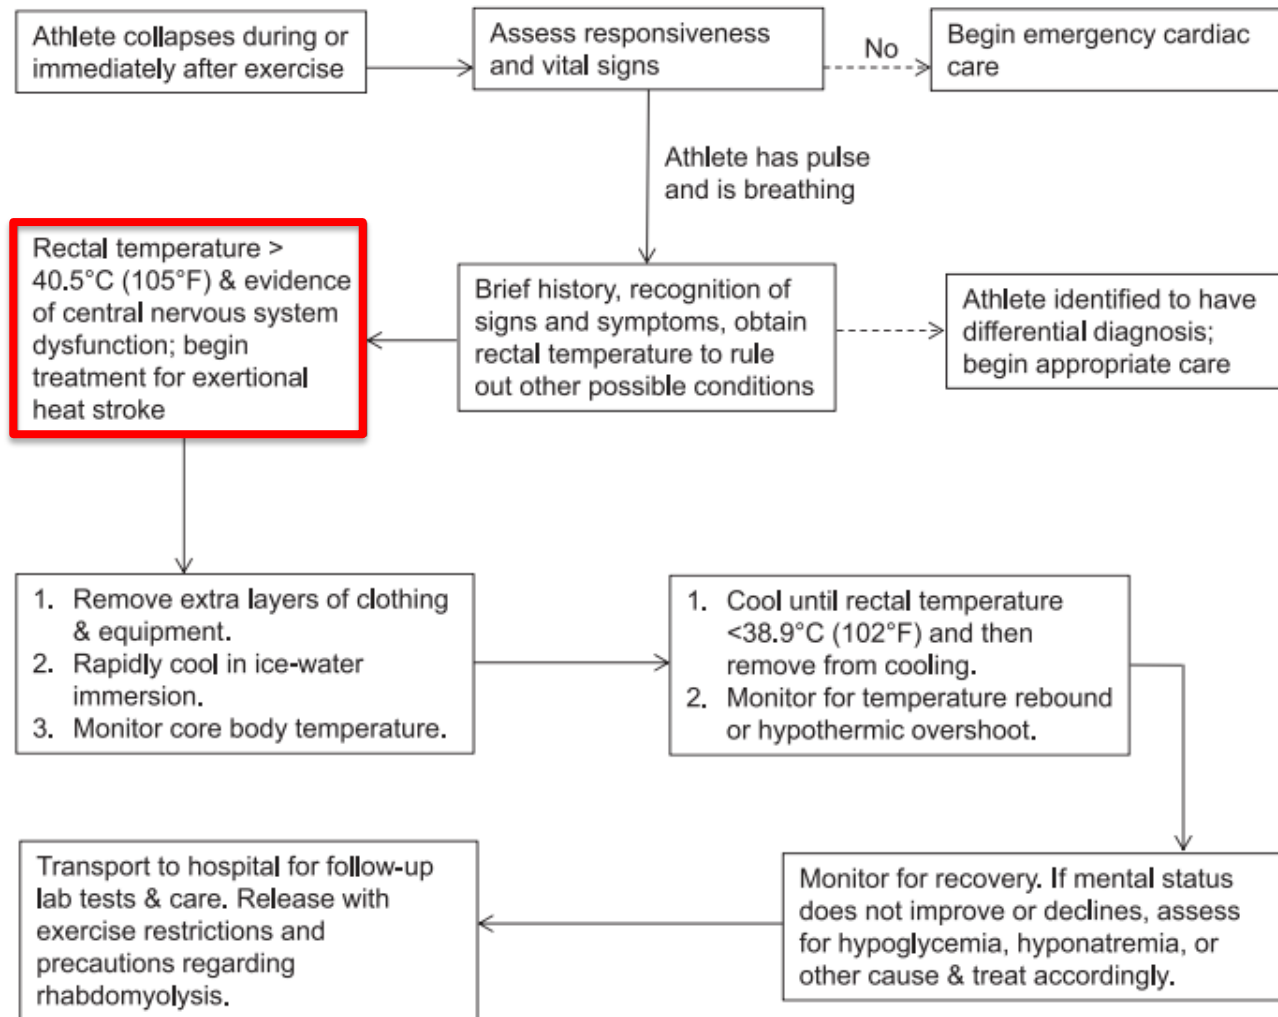 Athlete collapses during or
immediately after exercise
Assess responsiveness
and vital signs
No
Begin emergency cardiac
care
Athlete has pulse
and is breathing
Rectal temperature >
40.5°C (105°F) & evidence
of central nervous system
dysfunction; begin
treatment for exertional
heat stroke
Brief history, recognition of
signs and symptoms, obtain
rectal temperature to rule
out other possible conditions
Athlete identified to have
differential diagnosis;
begin appropriate care
1. Remove extra layers of clothing
& equipment.
2. Rapidly cool in ice-water
immersion.
3. Monitor core body temperature.
1. Cool until rectal temperature
<38.9°C (102°F) and then
remove from cooling.
2. Monitor for temperature rebound
or hypothermic overshoot.
Transport to hospital for follow-up
lab tests & care. Release with
exercise restrictions and
precautions regarding
rhabdomyolysis.
Monitor for recovery. If mental status
does not improve or declines, assess
for hypoglycemia, hyponatremia, or
other cause & treat accordingly.